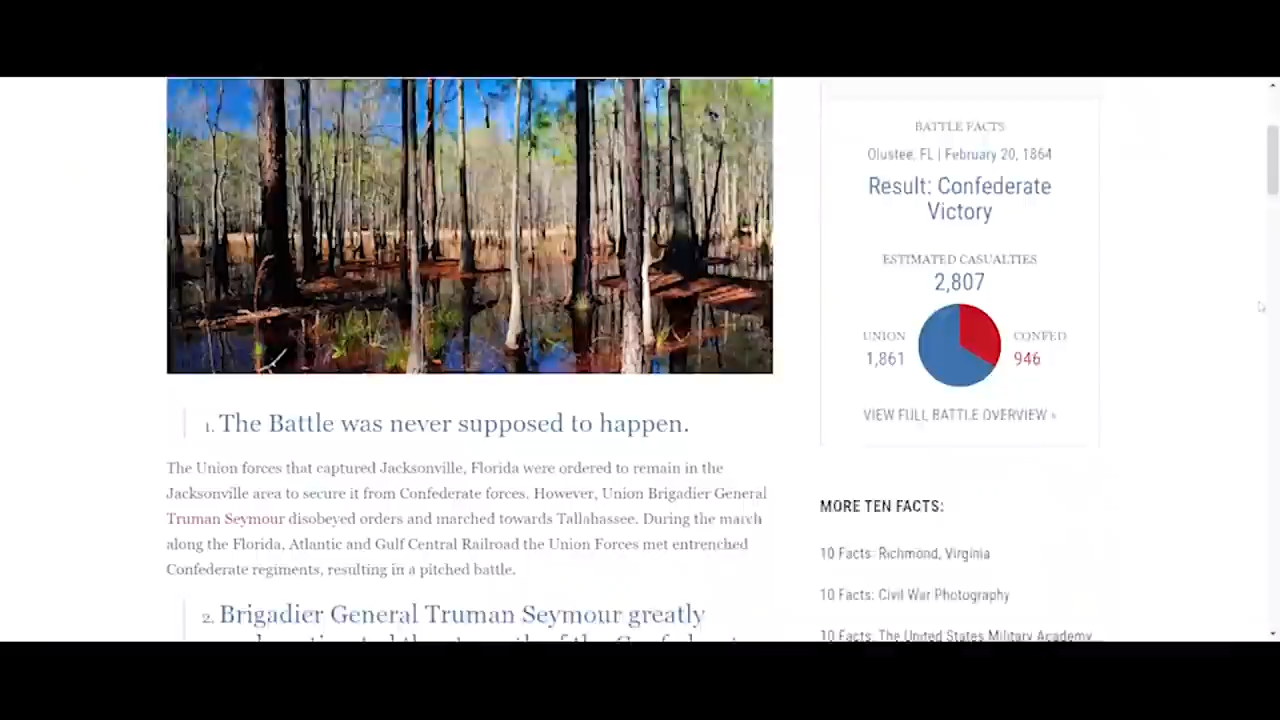 1. The Battle was never supposed to happen.
The Union forces that captured Jacksonville, Florida were ordered to remain in the
Jacksonville area to secure it from Confederate forces. However, Union Brigadier General
Truman Seymour disobeyed orders and marched towards Tallahassee. During the march
along the Florida, Atlantic and Gulf Central Railroad the Union Forces met entrenched
Confederate regiments, resulting in a pitched battle.
2. Brigadier General Truman Seymour greatly
BATTLE FACTS
Olustee, FL | February 20, 1864
Result: Confederate
Victory
ESTIMATED CASUALTIES
2,807
UNION
1,861
CONFED
946
VIEW FULL BATTLE OVERVIEW »
MORE TEN FACTS:
10 Facts: Richmond, Virginia
10 Facts: Civil War Photography
10 Facts: The United States Military Academy